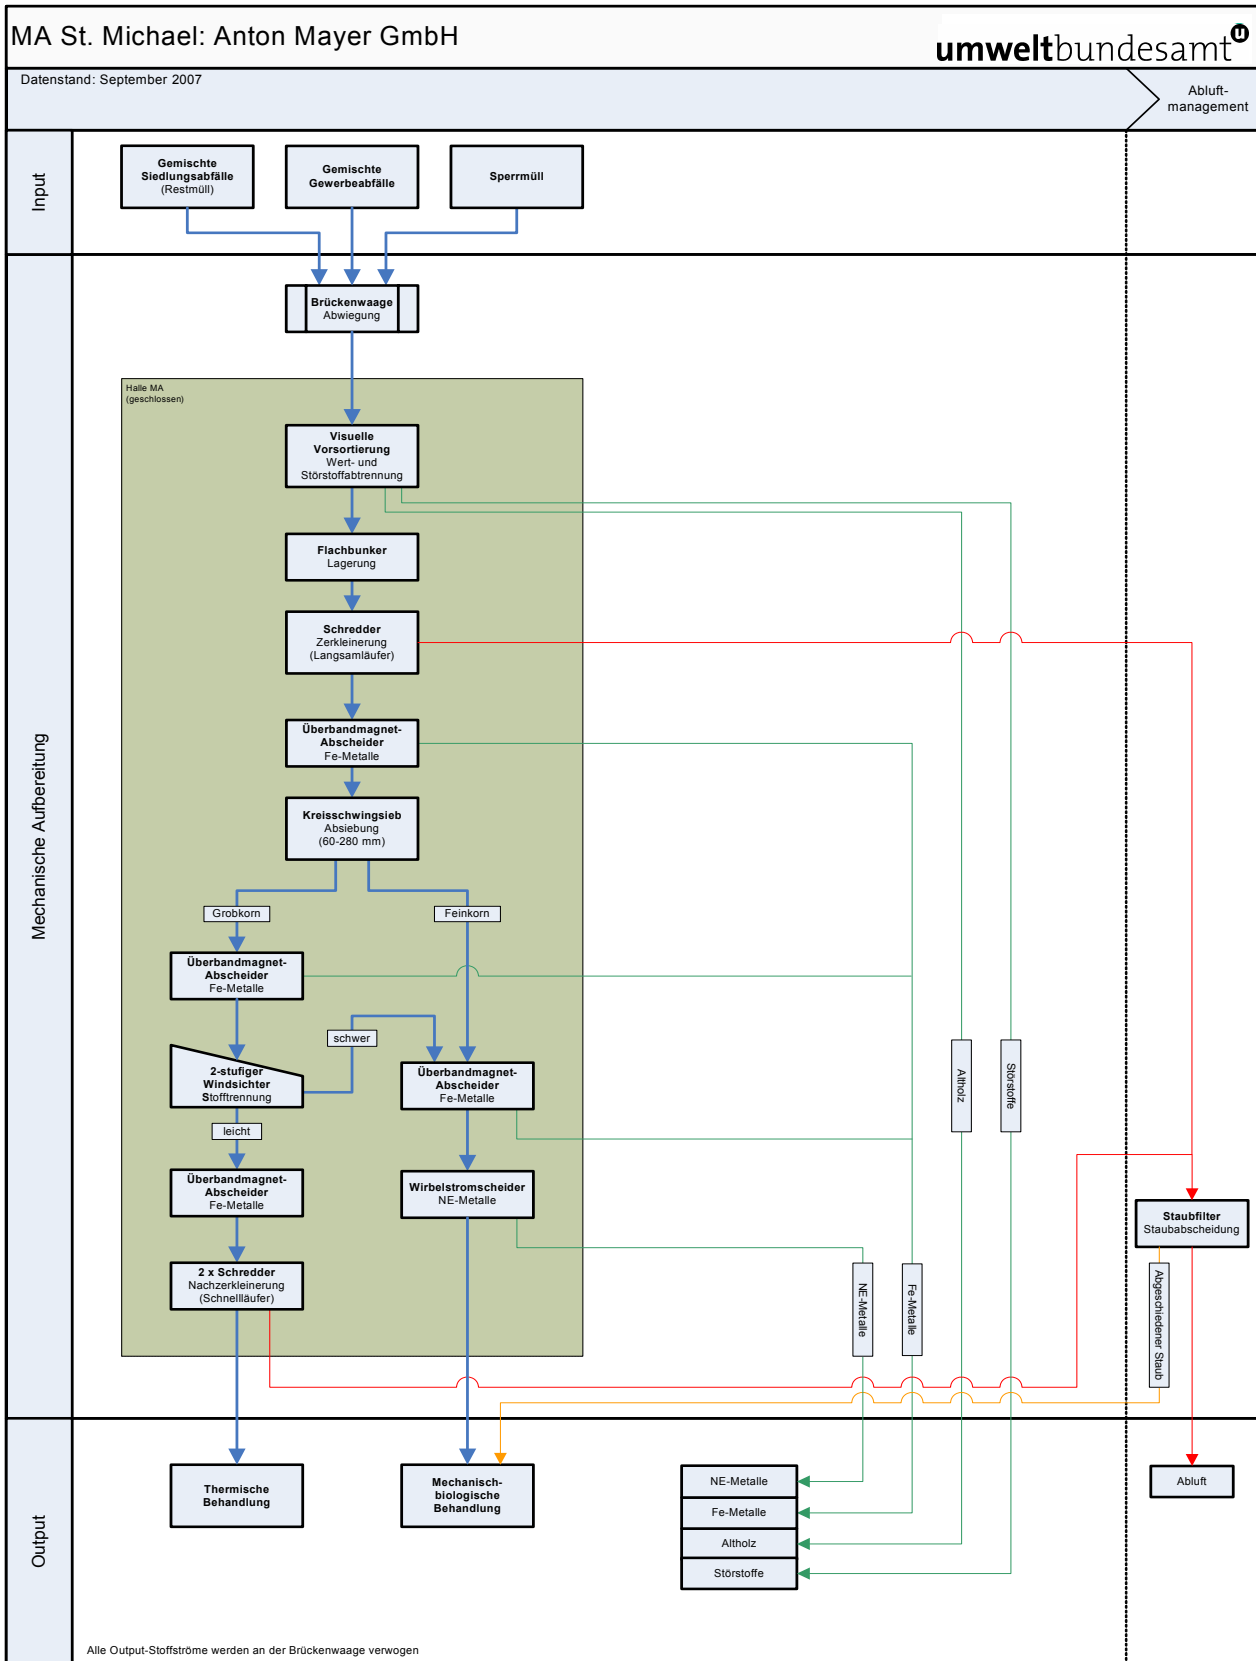 MA St. Michael: Anton Mayer GmbH
umweltbundesamt
u
Datenstand: September 2007
Abluft-
management
Input
Gemischte
Siedlungsabfälle
(Restmüll)
Gemischte
Gewerbeabfälle
Sperrmüll
Mechanische Aufbereitung
Brückenwaage
Abwiegung
Halle MA
(geschlossen)
Visuelle
Vorsortierung
Wert- und
Störstoffabtrennung
Flachbunker
Lagerung
Schredder
Zerkleinerung
(Langsamläufer)
Überbandmagnet-
Abscheider
Fe-Metalle
Kreisschwingsieb
Absiebung
(60-280 mm)
Grobkorn
Feinkorn
Überbandmagnet-
Abscheider
Fe-Metalle
schwer
2-stufiger
Windsichter
Stofftrennung
Überbandmagnet-
Abscheider
Fe-Metalle
Altholz
Störstoffe
leicht
Überbandmagnet-
Abscheider
Fe-Metalle
Wirbelstromscheider
NE-Metalle
Staubfilter
Staubabscheidung
2 x Schredder
Nachzerkleinerung
(Schnellläufer)
NE-Metalle
Fe-Metalle
Abgeschiedener Staub
Output
Thermische
Behandlung
Mechanisch-
biologische
Behandlung
NE-Metalle
Fe-Metalle
Altholz
Störstoffe
Abluft
Alle Output-Stoffströme werden an der Brückenwaage verwogen